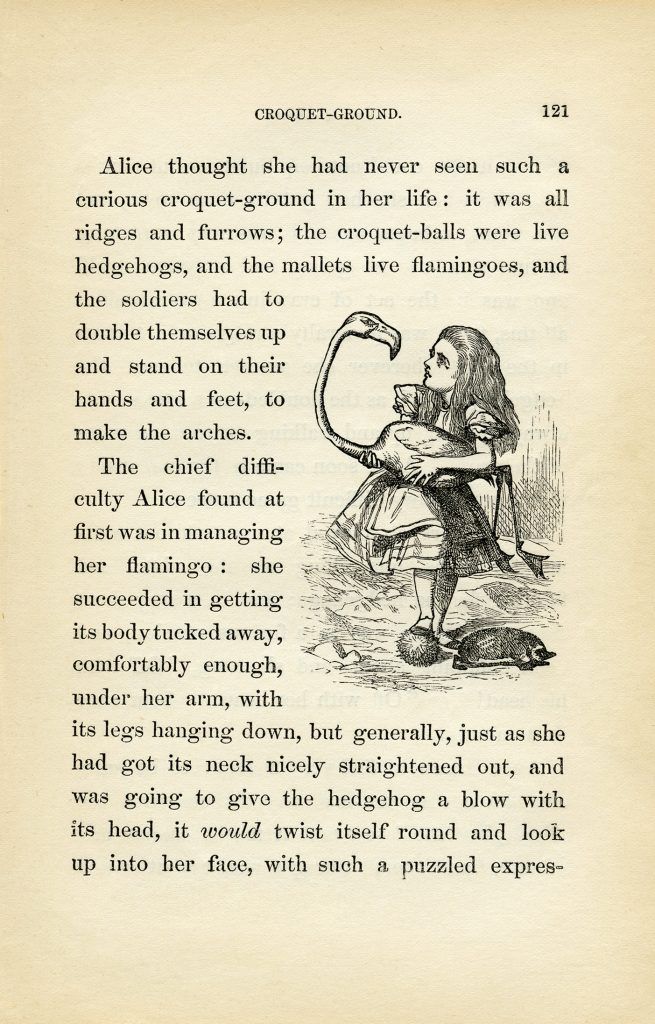 CROQUET-GROUND. 121
Alice thought she had never seen such a
curious croquet-ground in her life: it was all
ridges and furrows; the croquet-balls were live
hedgehogs, and the mallets live flamingoes, and
the soldiers had to
double themselves up
and stand on their
hands and feet, to
make the arches.
The chief diffi-
culty Alice found at
first was in managing
her flamingo: she
succeeded in getting
its body tucked away,
comfortably enough,
under her arm, with
its legs hanging down, but generally, just as she
had got its neck nicely straightened out, and
was going to give the hedgehog a blow with
its head, it would twist itself round and look
up into her face, with such a puzzled expres-